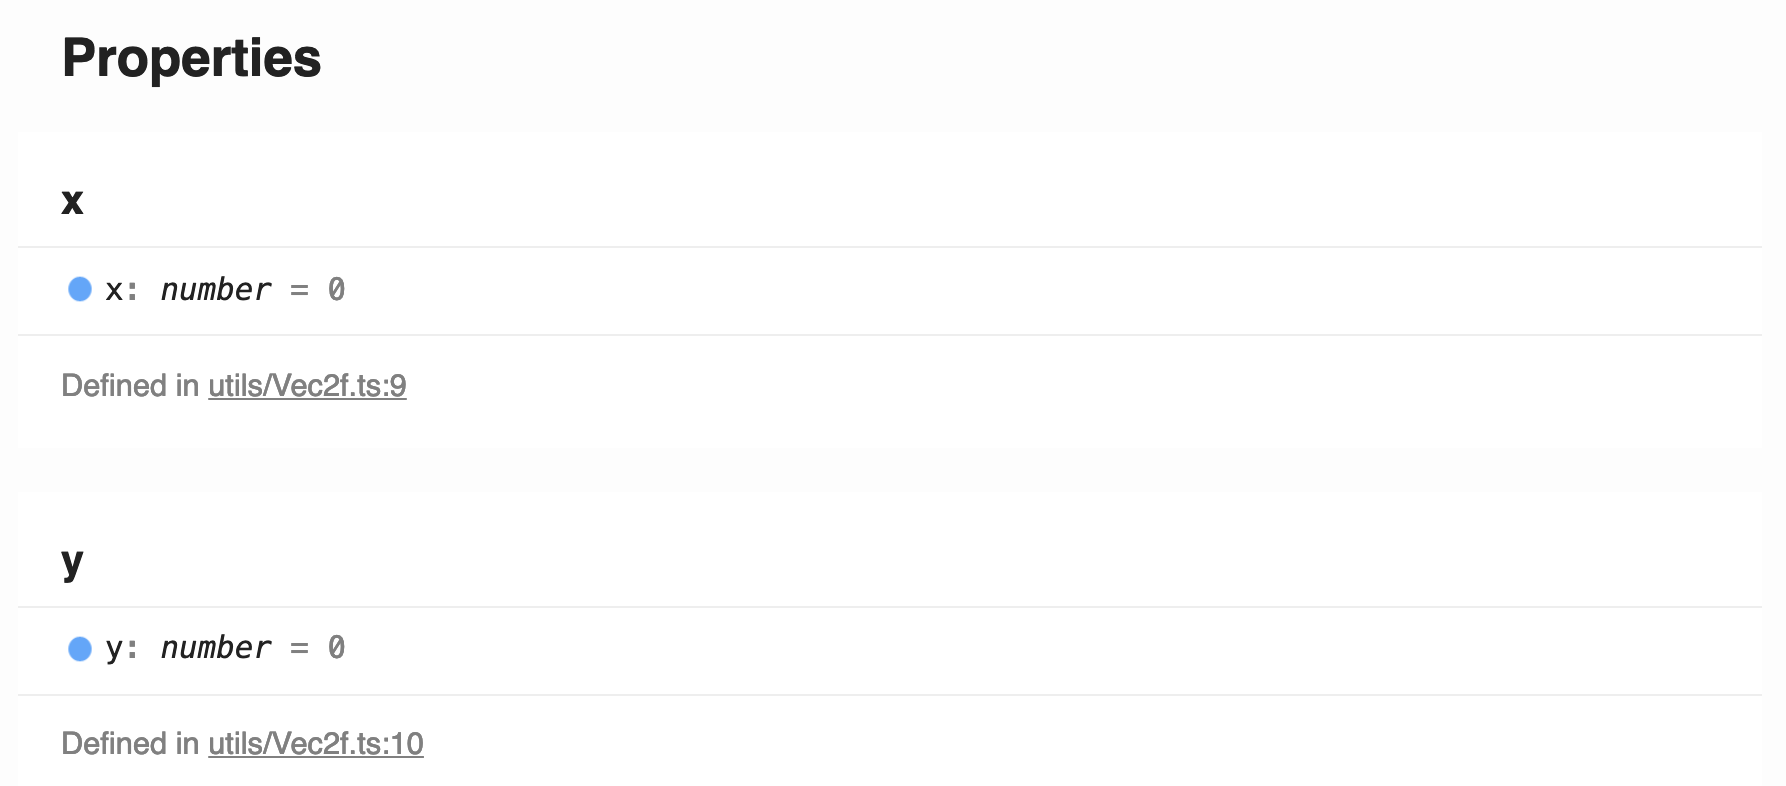 Properties
x
x: number = 0
Defined in utils/Vec2f.ts:9
y
y: number = 0
Defined in utils/Vec2f.ts:10